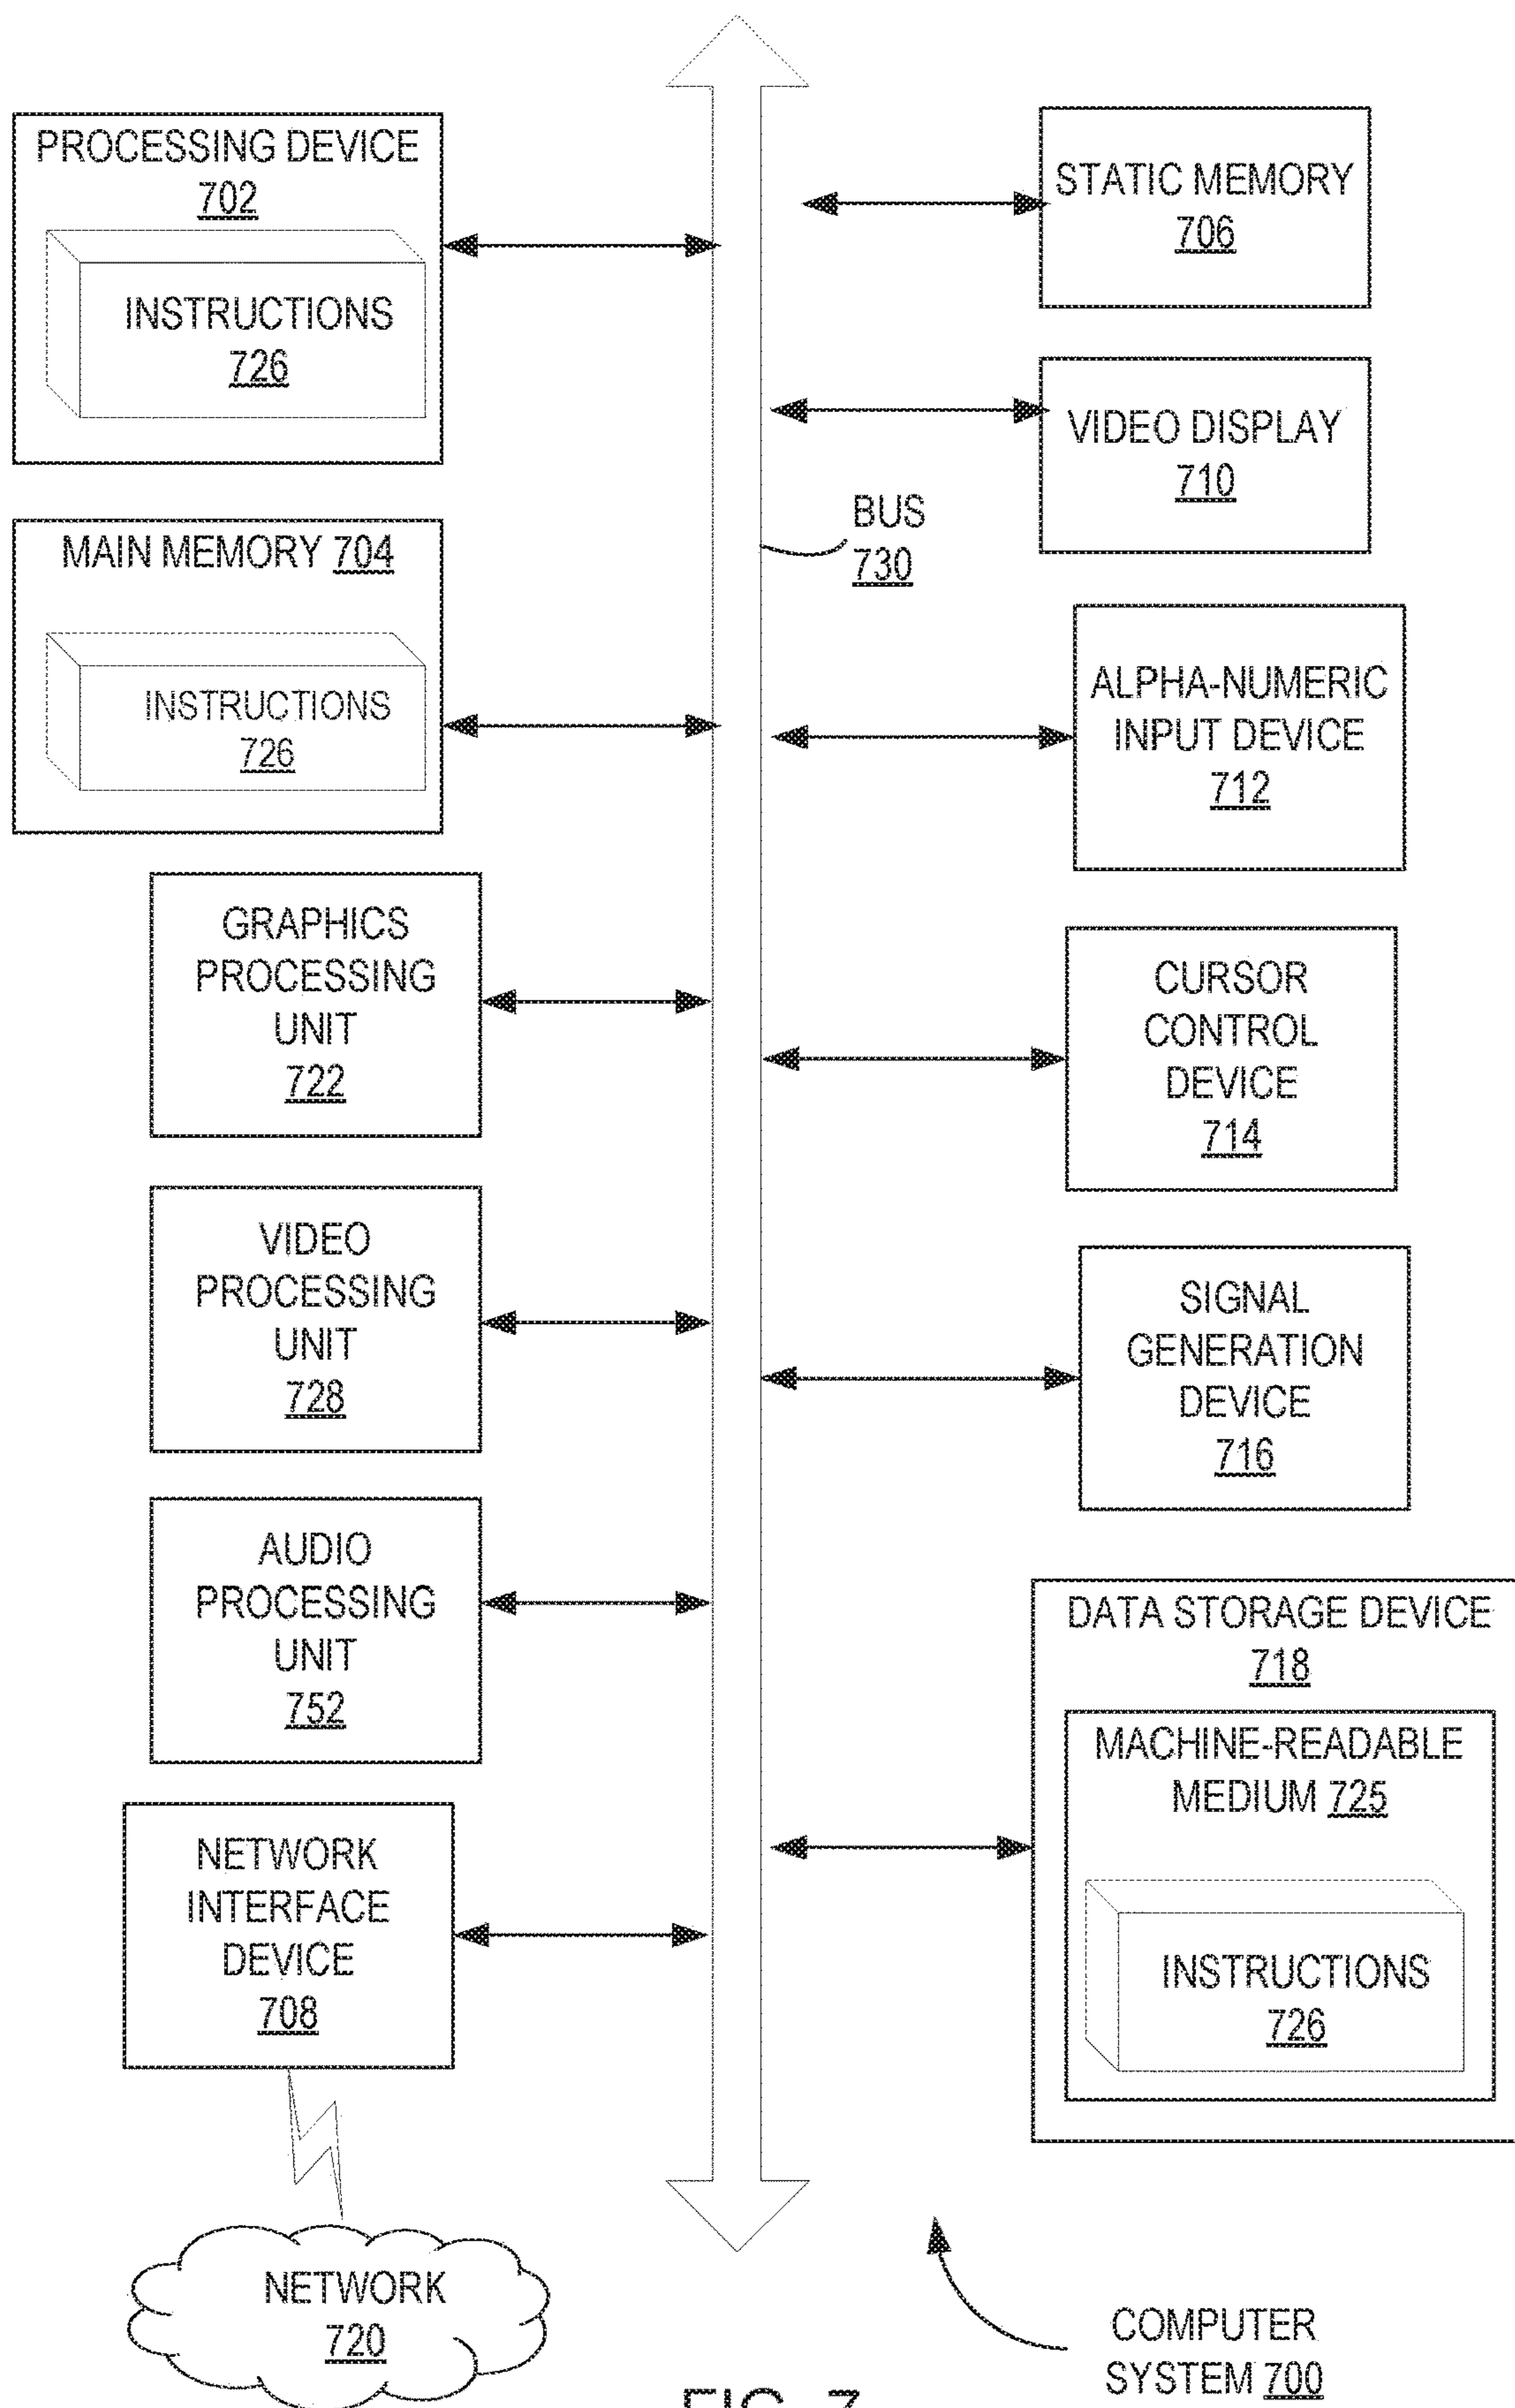 PROCESSING DEVICE
702
INSTRUCTIONS
726
MAIN MEMORY 704
INSTRUCTIONS
726
GRAPHICS
PROCESSING
UNIT
722
VIDEO
PROCESSING
UNIT
728
AUDIO
PROCESSING
UNIT
752
NETWORK
INTERFACE
DEVICE
708
NETWORK
720
BUS
730
STATIC MEMORY
706
VIDEO DISPLAY
710
ALPHA-NUMERIC
INPUT DEVICE
712
CURSOR
CONTROL
DEVICE
714
SIGNAL
GENERATION
DEVICE
716
DATA STORAGE DEVICE
718
MACHINE-READABLE
MEDIUM 725
INSTRUCTIONS
726
COMPUTER
SYSTEM 700
FIG. 7